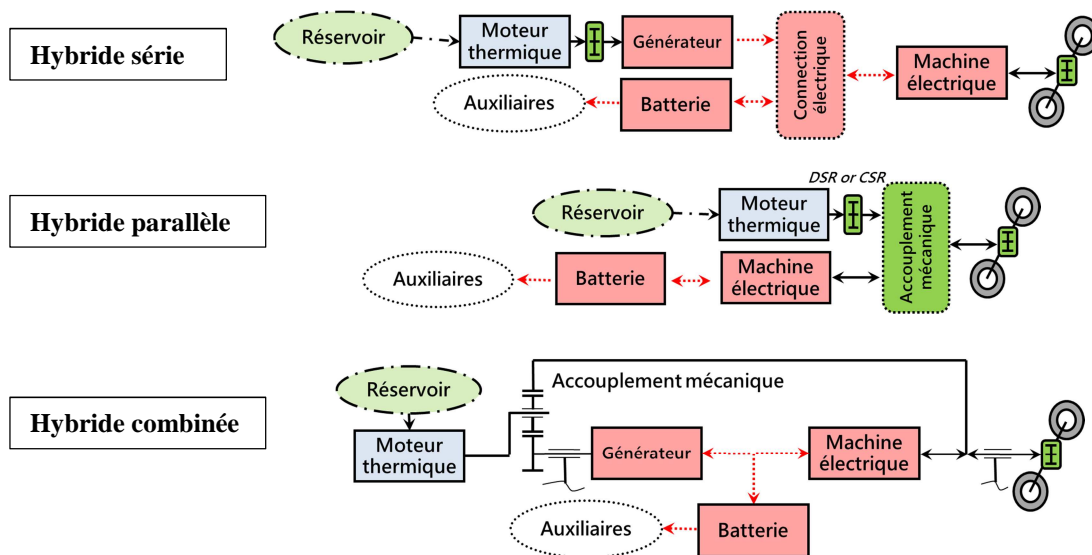 Hybride série
Réservoir
Moteur
thermique
Générateur
Connection
électrique
Machine
électrique
Auxiliaires
Batterie
Hybride parallèle
DSR or CSR
Réservoir
Moteur
thermique
Accouplement
mécanique
Auxiliaires
Batterie
Machine
électrique
Hybride combinée
Réservoir
Accouplement mécanique
Moteur
thermique
Générateur
Machine
électrique
Auxiliaires
Batterie